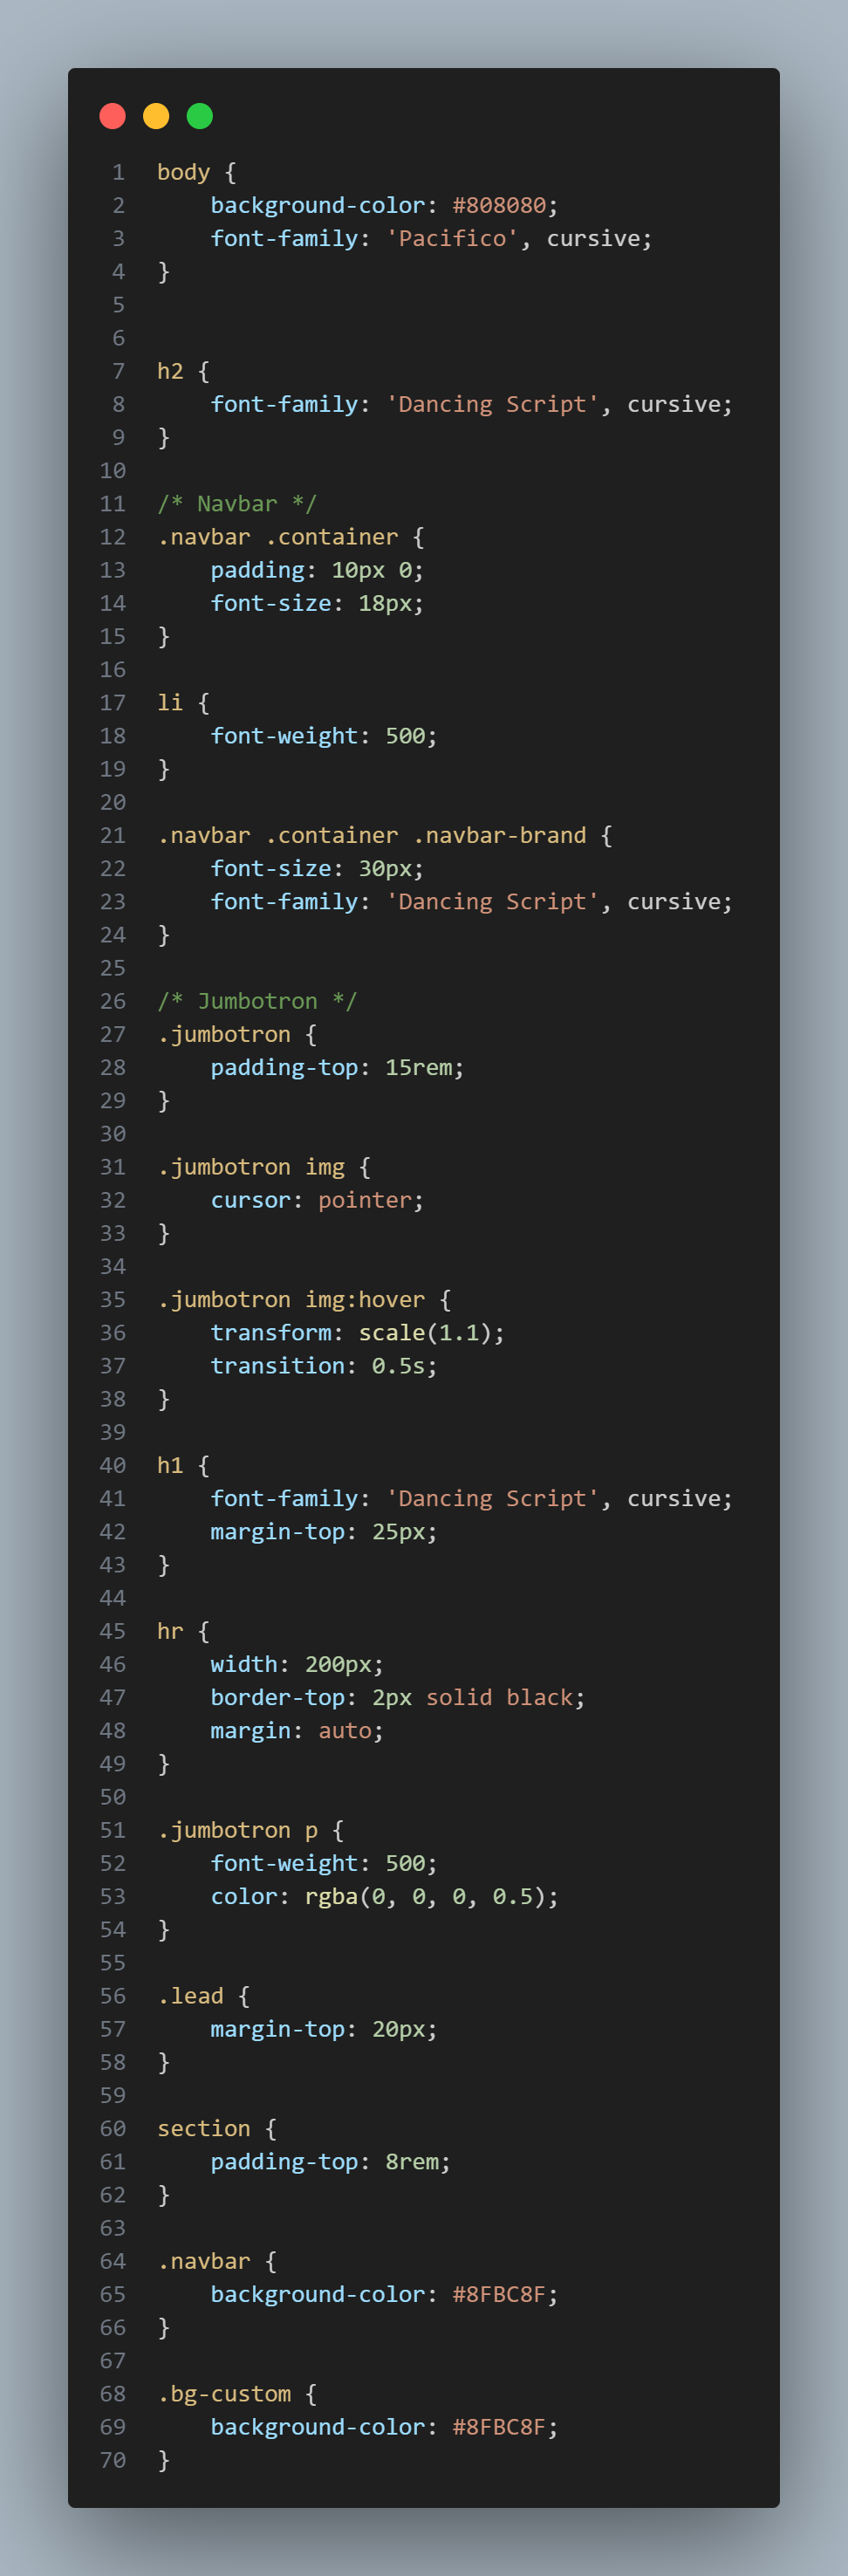 1 body {
2     background-color: #808080;
3     font-family: 'Pacifico', cursive;
4 }
5
6
7 h2 {
8     font-family: 'Dancing Script', cursive;
9 }
10
11 /* Navbar */
12 .navbar .container {
13     padding: 10px 0;
14     font-size: 18px;
15 }
16
17 li {
18     font-weight: 500;
19 }
20
21 .navbar .container .navbar-brand {
22     font-size: 30px;
23     font-family: 'Dancing Script', cursive;
24 }
25
26 /* Jumbotron */
27 .jumbotron {
28     padding-top: 15rem;
29 }
30
31 .jumbotron img {
32     cursor: pointer;
33 }
34
35 .jumbotron img:hover {
36     transform: scale(1.1);
37     transition: 0.5s;
38 }
39
40 h1 {
41     font-family: 'Dancing Script', cursive;
42     margin-top: 25px;
43 }
44
45 hr {
46     width: 200px;
47     border-top: 2px solid black;
48     margin: auto;
49 }
50
51 .jumbotron p {
52     font-weight: 500;
53     color: rgba(0, 0, 0, 0.5);
54 }
55
56 .lead {
57     margin-top: 20px;
58 }
59
60 section {
61     padding-top: 8rem;
62 }
63
64 .navbar {
65     background-color: #8FBC8F;
66 }
67
68 .bg-custom {
69     background-color: #8FBC8F;
70 }